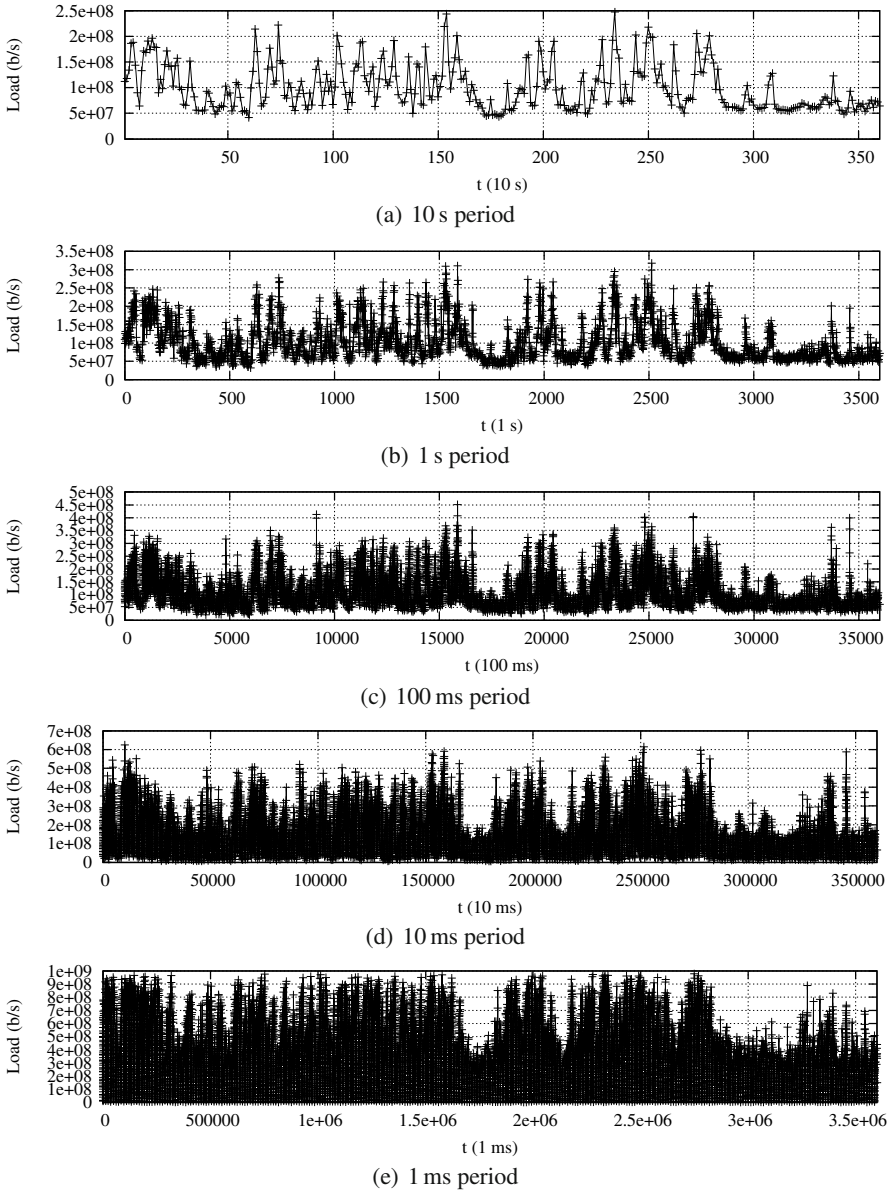 2.5e+08
2e+08
1.5e+08
1e+08
5e+07
0
Load (b/s)
50 100 150 200 250 300 350
t (10 s)
(a) 10 s period
3.5e+08
3e+08
2.5e+08
2e+08
1.5e+08
1e+08
5e+07
0
Load (b/s)
0 500 1000 1500 2000 2500 3000 3500
t (1 s)
(b) 1 s period
5e+08
4.5e+08
4e+08
3.5e+08
3e+08
2.5e+08
2e+08
1.5e+08
1e+08
5e+07
0
Load (b/s)
0 5000 10000 15000 20000 25000 30000 35000
t (100 ms)
(c) 100 ms period
7e+08
6e+08
5e+08
4e+08
3e+08
2e+08
1e+08
0
Load (b/s)
0 50000 100000 150000 200000 250000 300000 350000
t (10 ms)
(d) 10 ms period
1e+09
9e+08
8e+08
7e+08
6e+08
5e+08
4e+08
3e+08
2e+08
1e+08
0
Load (b/s)
0 500000 1e+06 1.5e+06 2e+06 2.5e+06 3e+06 3.5e+06
t (1 ms)
(e) 1 ms period